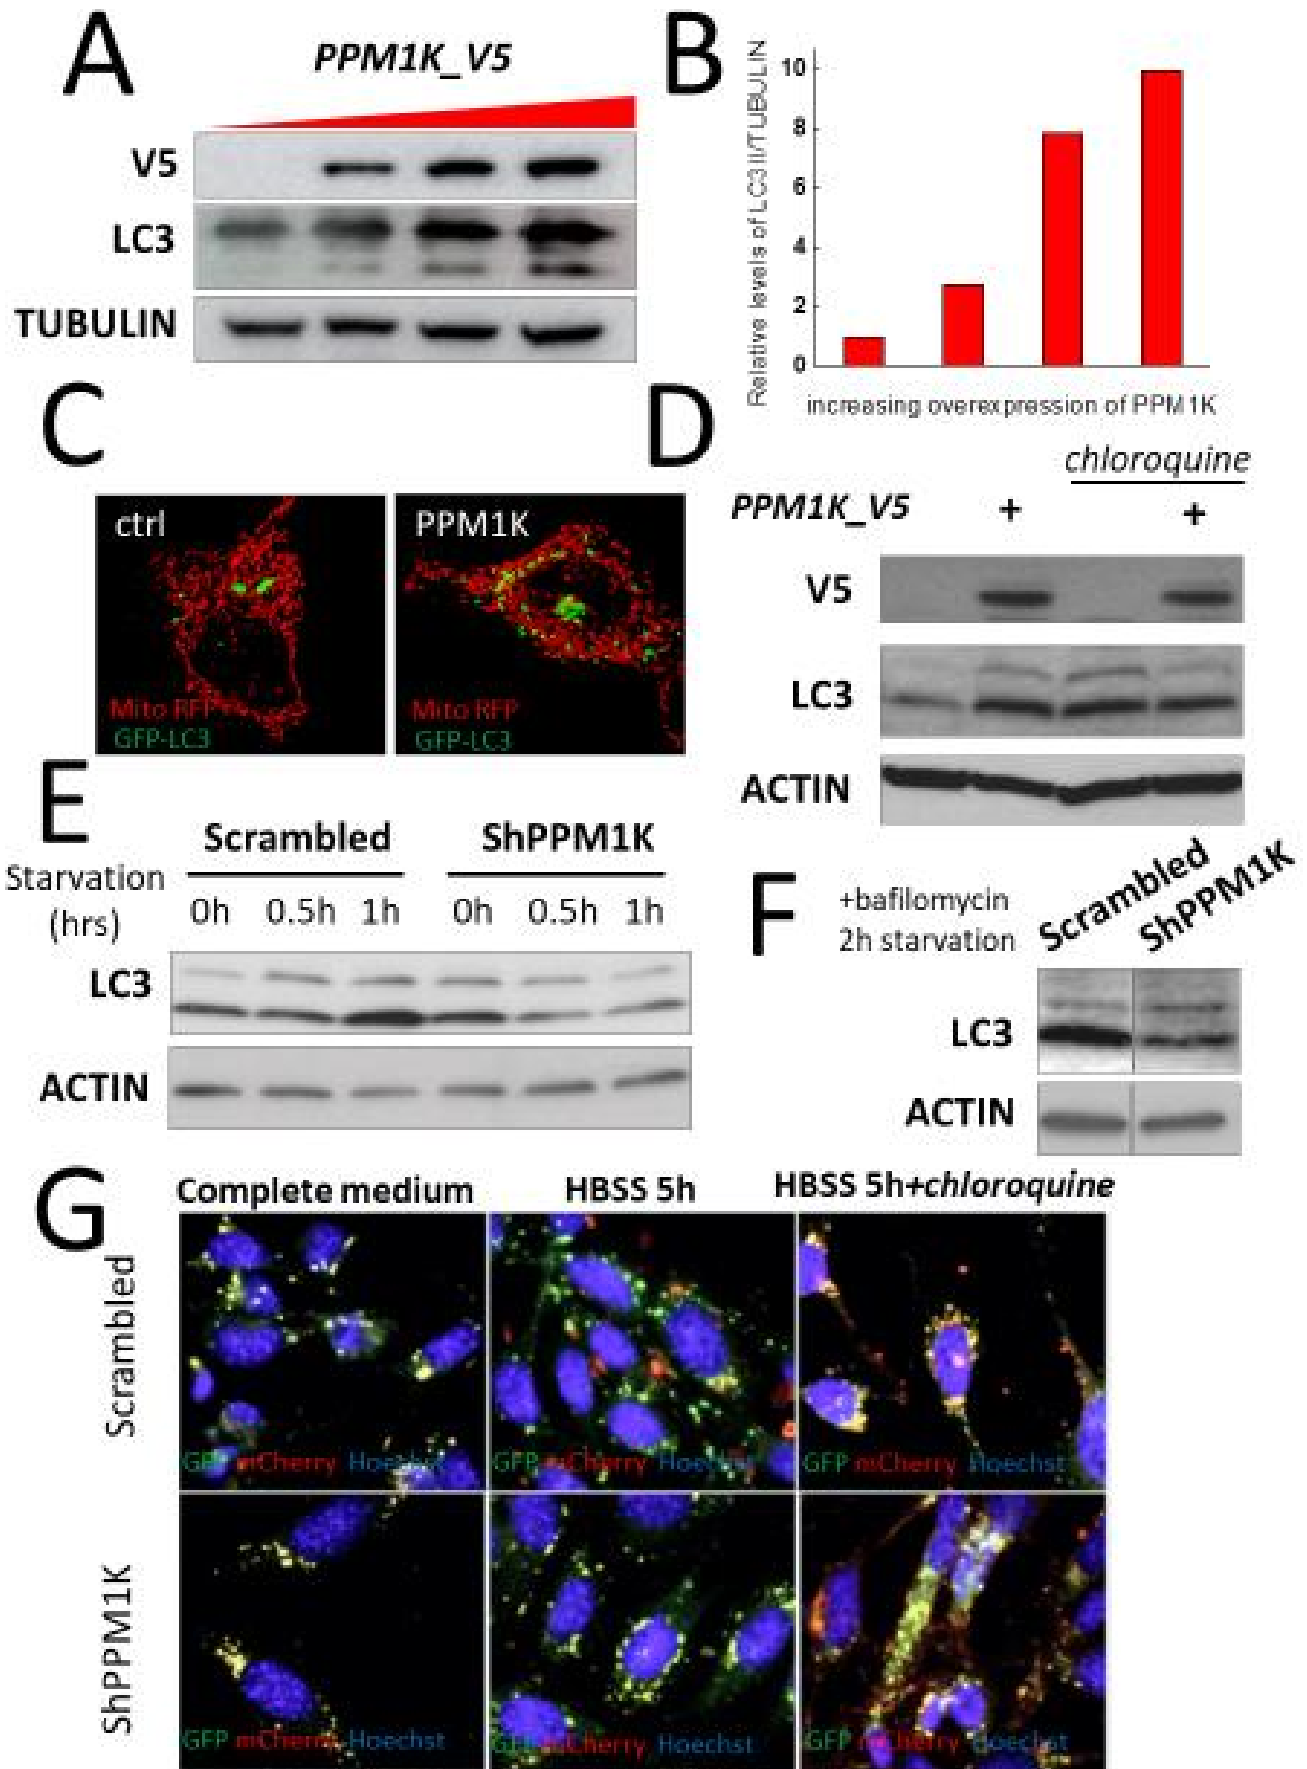 A
PPM1K_V5
V5
LC3
TUBULIN
B
Relative levels of LC3 II/TUBULIN
10
8
6
4
2
0
increasing overexpression of PPM1K
C
ctrl
Mito RFP
GFP-LC3
PPM1K
Mito RFP
GFP-LC3
D
chloroquine
PPM1K_V5 + +
V5
LC3
ACTIN
E
Scrambled ShPPM1K
Starvation
(hrs)
0h 0.5h 1h 0h 0.5h 1h
LC3
ACTIN
F
+bafilomycin
2h starvation
Scrambled
ShPPM1K
LC3
ACTIN
G
Complete medium HBSS 5h HBSS 5h+chloroquine
Scrambled
GFP mCherry Hoechst
GFP mCherry Hoechst
GFP mCherry Hoechst
ShPPM1K
GFP mCherry Hoechst
GFP mCherry Hoechst
GFP mCherry Hoechst